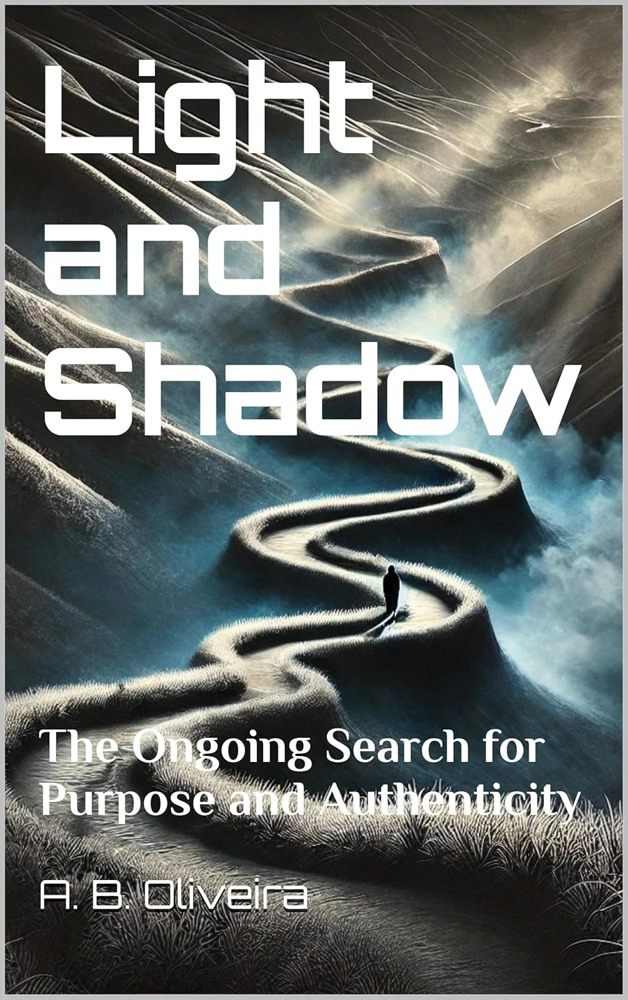 Light
and
Shadow
The Ongoing Search for
Purpose and Authenticity
A. B. Oliveira